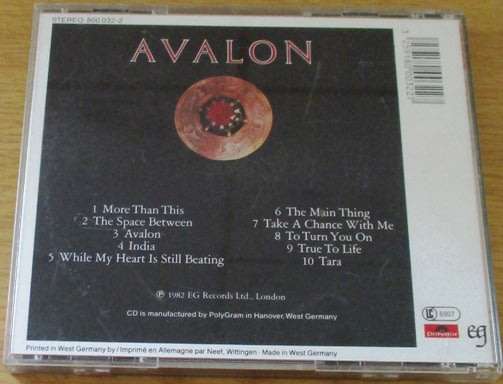 STEREO 800 032-2
AVALON
1 More Than This
2 The Space Between
3 Avalon
4 India
5 While My Heart Is Still Beating
6 The Main Thing
7 Take A Chance With Me
8 To Turn You On
9 True To Life
10 Tara
℗ 1982 EG Records Ltd., London
CD is manufactured by PolyGram in Hanover, West Germany
Polydor
eg
Printed in West Germany by / Imprimé en Allemagne par Neef, Wittingen · Made in West Germany